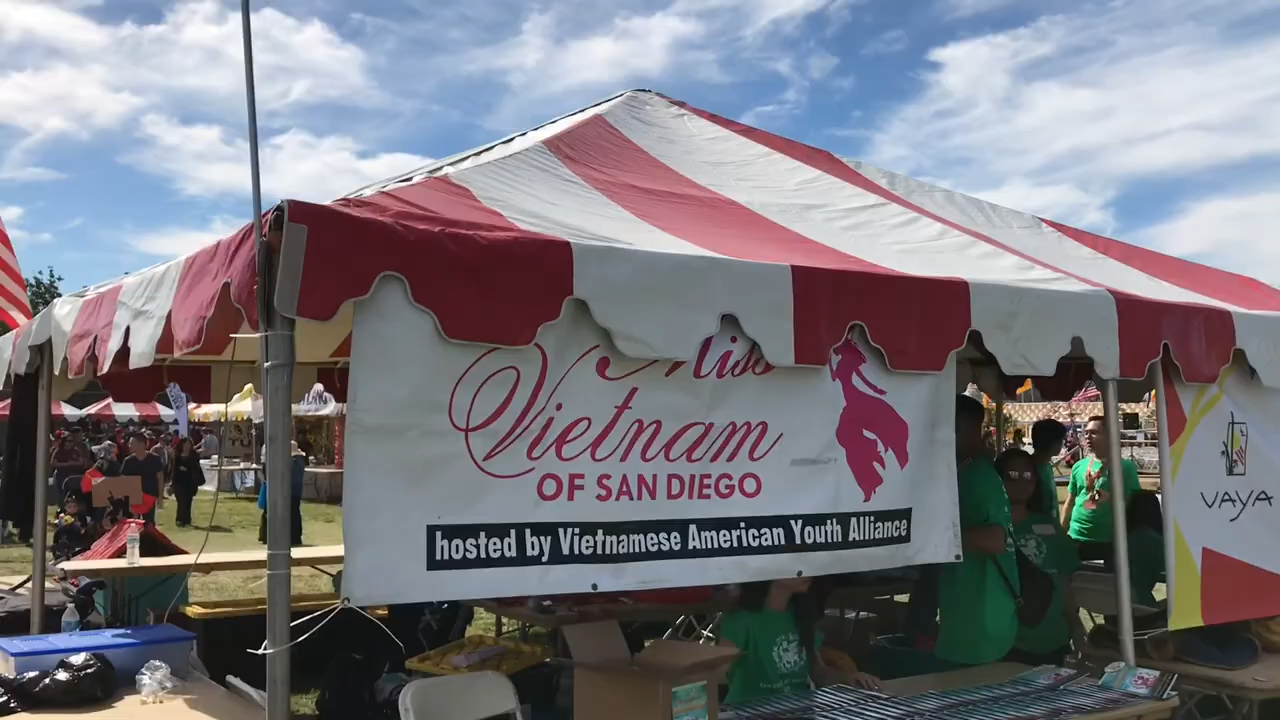 Miss
Vietnam
OF SAN DIEGO
hosted by Vietnamese American Youth Alliance
VAYA